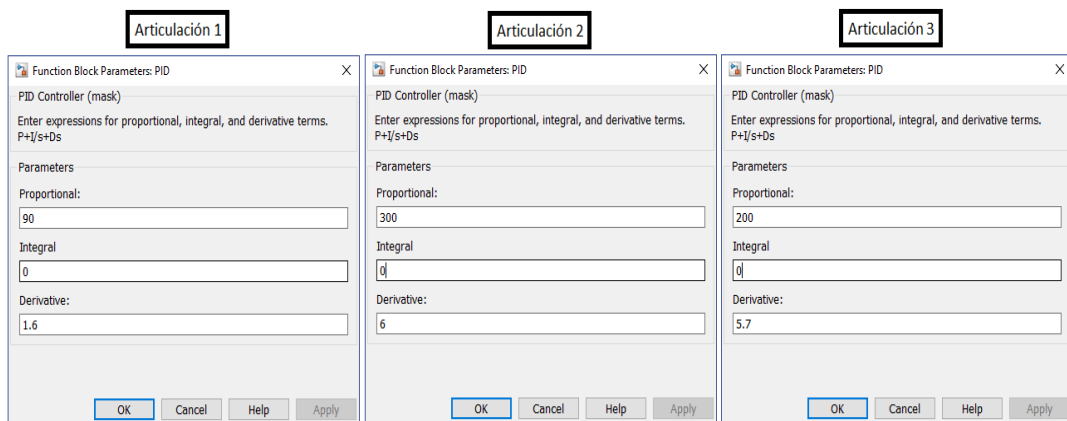 Articulación 1
Function Block Parameters: PID
X
PID Controller (mask)
Enter expressions for proportional, integral, and derivative terms.
P+I/s+Ds
Parameters
Proportional:
90
Integral
0
Derivative:
1.6
OK Cancel Help Apply
Articulación 2
Function Block Parameters: PID
X
PID Controller (mask)
Enter expressions for proportional, integral, and derivative terms.
P+I/s+Ds
Parameters
Proportional:
300
Integral
0
Derivative:
6
OK Cancel Help Apply
Articulación 3
Function Block Parameters: PID
X
PID Controller (mask)
Enter expressions for proportional, integral, and derivative terms.
P+I/s+Ds
Parameters
Proportional:
200
Integral
0
Derivative:
5.7
OK Cancel Help Apply